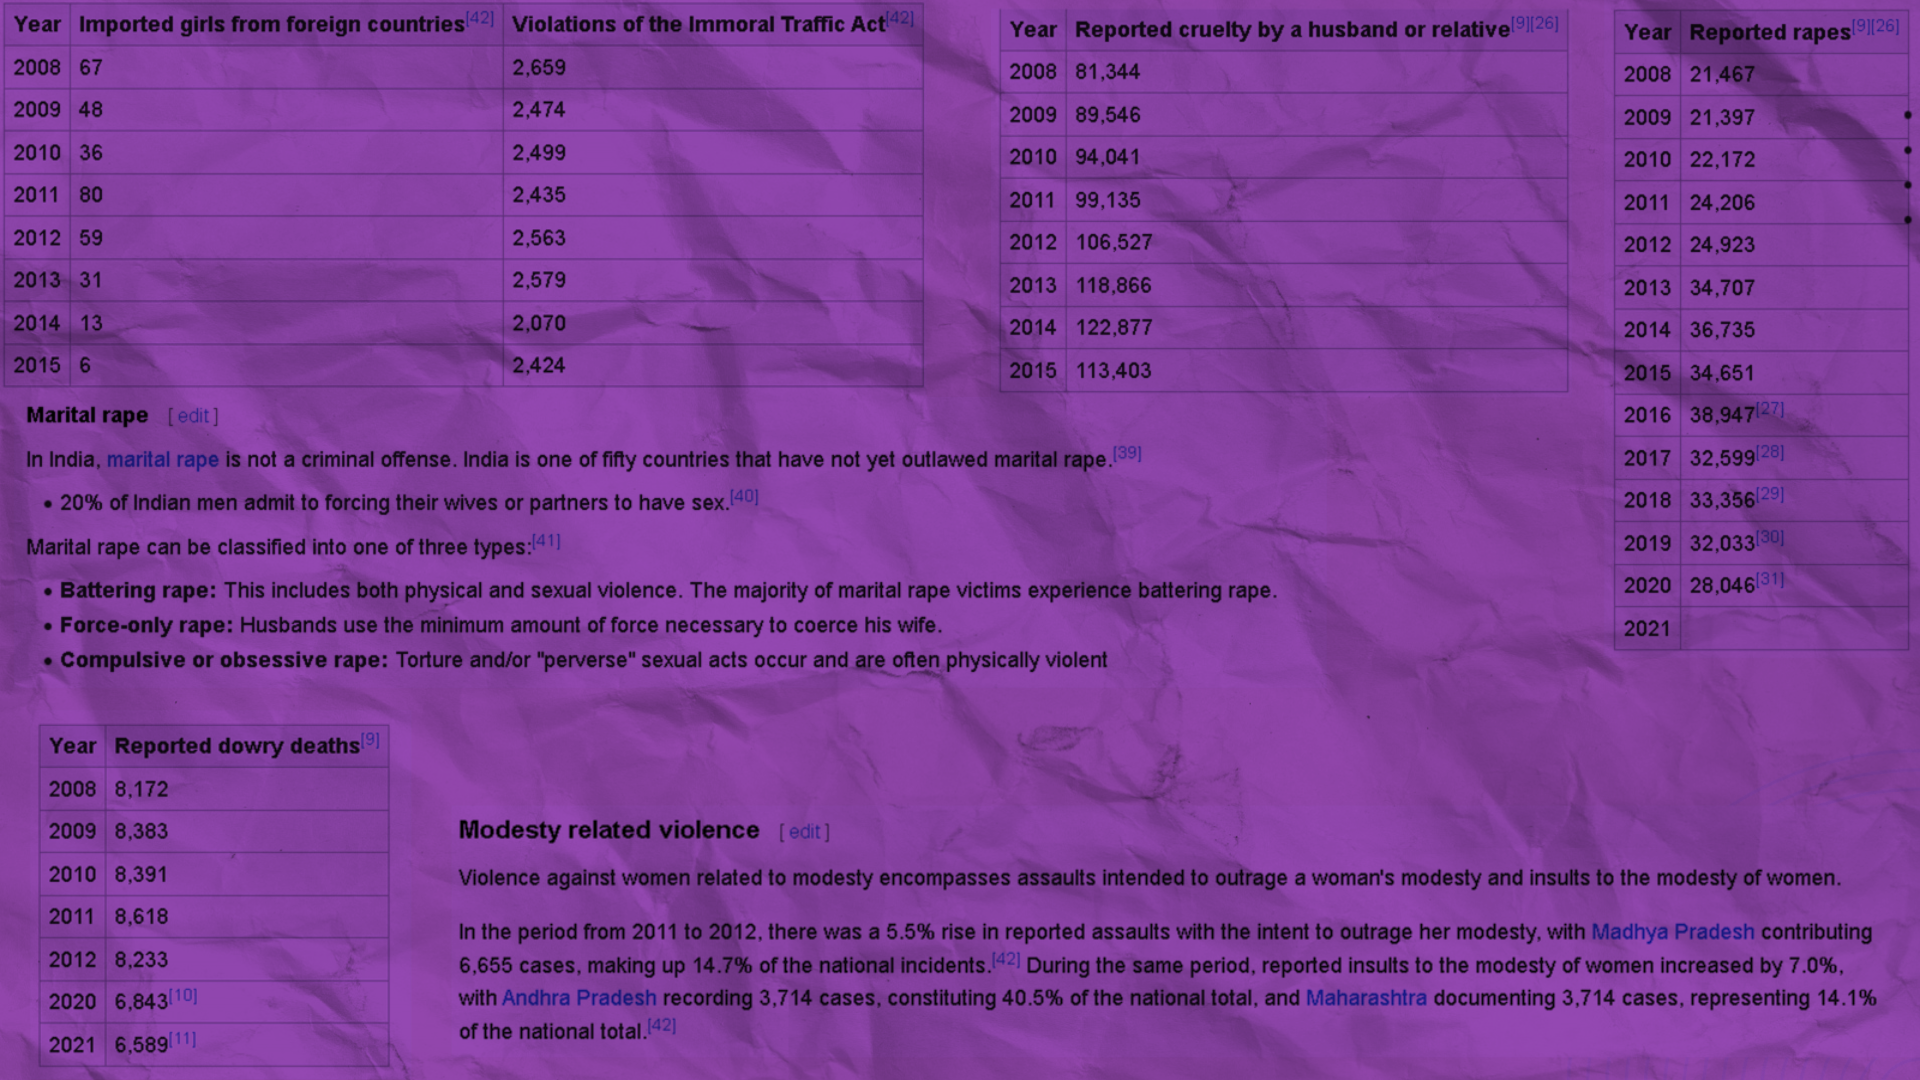 Year Imported girls from foreign countries[42] Violations of the Immoral Traffic Act[42]
2008 67 2,659
2009 48 2,474
2010 36 2,499
2011 80 2,435
2012 59 2,563
2013 31 2,579
2014 13 2,070
2015 6 2,424
Year Reported cruelty by a husband or relative[9][26]
2008 81,344
2009 89,546
2010 94,041
2011 99,135
2012 106,527
2013 118,866
2014 122,877
2015 113,403
Year Reported rapes[9][26]
2008 21,467
2009 21,397
2010 22,172
2011 24,206
2012 24,923
2013 34,707
2014 36,735
2015 34,651
2016 38,947[27]
2017 32,599[28]
2018 33,356[29]
2019 32,033[30]
2020 28,046[31]
2021
Marital rape [ edit ]
In India, marital rape is not a criminal offense. India is one of fifty countries that have not yet outlawed marital rape.[39]
• 20% of Indian men admit to forcing their wives or partners to have sex.[40]
Marital rape can be classified into one of three types:[41]
• Battering rape: This includes both physical and sexual violence. The majority of marital rape victims experience battering rape.
• Force-only rape: Husbands use the minimum amount of force necessary to coerce his wife.
• Compulsive or obsessive rape: Torture and/or "perverse" sexual acts occur and are often physically violent
Year Reported dowry deaths[9]
2008 8,172
2009 8,383
2010 8,391
2011 8,618
2012 8,233
2020 6,843[10]
2021 6,589[11]
Modesty related violence [ edit ]
Violence against women related to modesty encompasses assaults intended to outrage a woman's modesty and insults to the modesty of women.
In the period from 2011 to 2012, there was a 5.5% rise in reported assaults with the intent to outrage her modesty, with Madhya Pradesh contributing
6,655 cases, making up 14.7% of the national incidents.[42] During the same period, reported insults to the modesty of women increased by 7.0%,
with Andhra Pradesh recording 3,714 cases, constituting 40.5% of the national total, and Maharashtra documenting 3,714 cases, representing 14.1%
of the national total.[42]